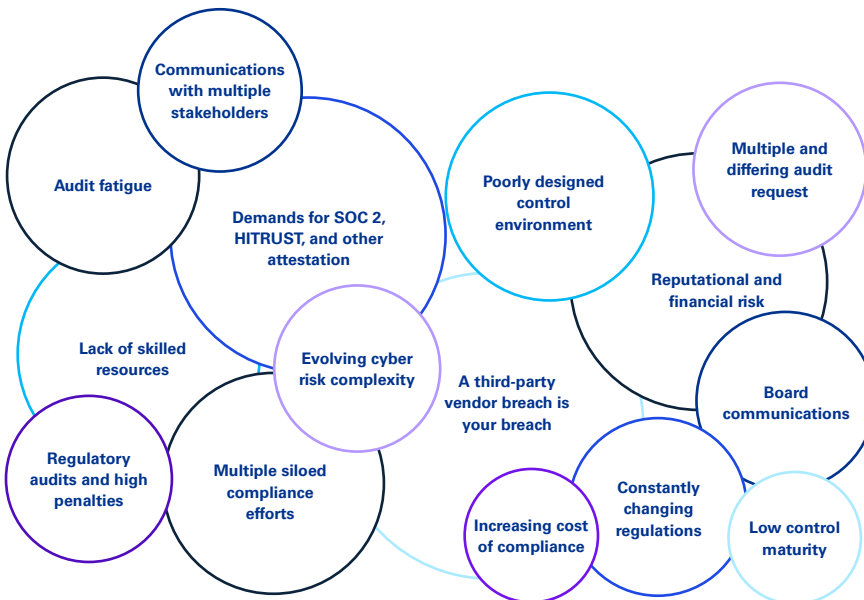 Communications
with multiple
stakeholders
Audit fatigue
Demands for SOC 2,
HITRUST, and other
attestation
Poorly designed
control
environment
Multiple and
differing audit
request
Reputational and
financial risk
Lack of skilled
resources
Evolving cyber
risk complexity
A third-party
vendor breach is
your breach
Board
communications
Regulatory
audits and high
penalties
Multiple siloed
compliance
efforts
Increasing cost
of compliance
Constantly
changing
regulations
Low control
maturity